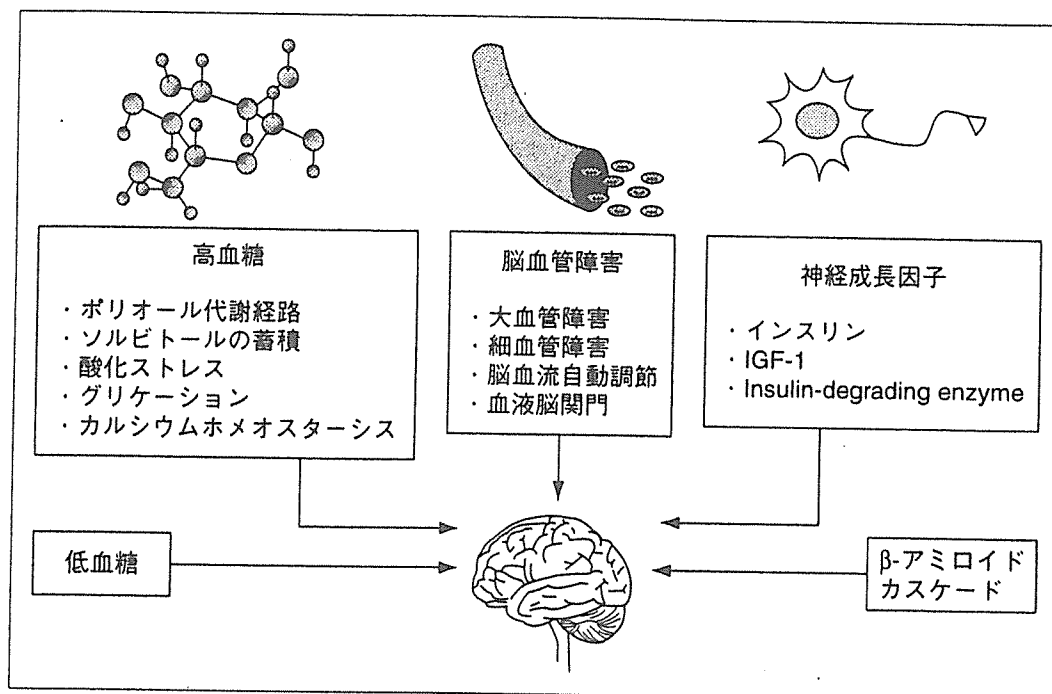 高血糖
・ポリオール代謝経路
・ソルビトールの蓄積
・酸化ストレス
・グリケーション
・カルシウムホメオスターシス
脳血管障害
・大血管障害
・細血管障害
・脳血流自動調節
・血液脳関門
神経成長因子
・インスリン
・IGF-1
・Insulin-degrading enzyme
低血糖
β-アミロイド
カスケード